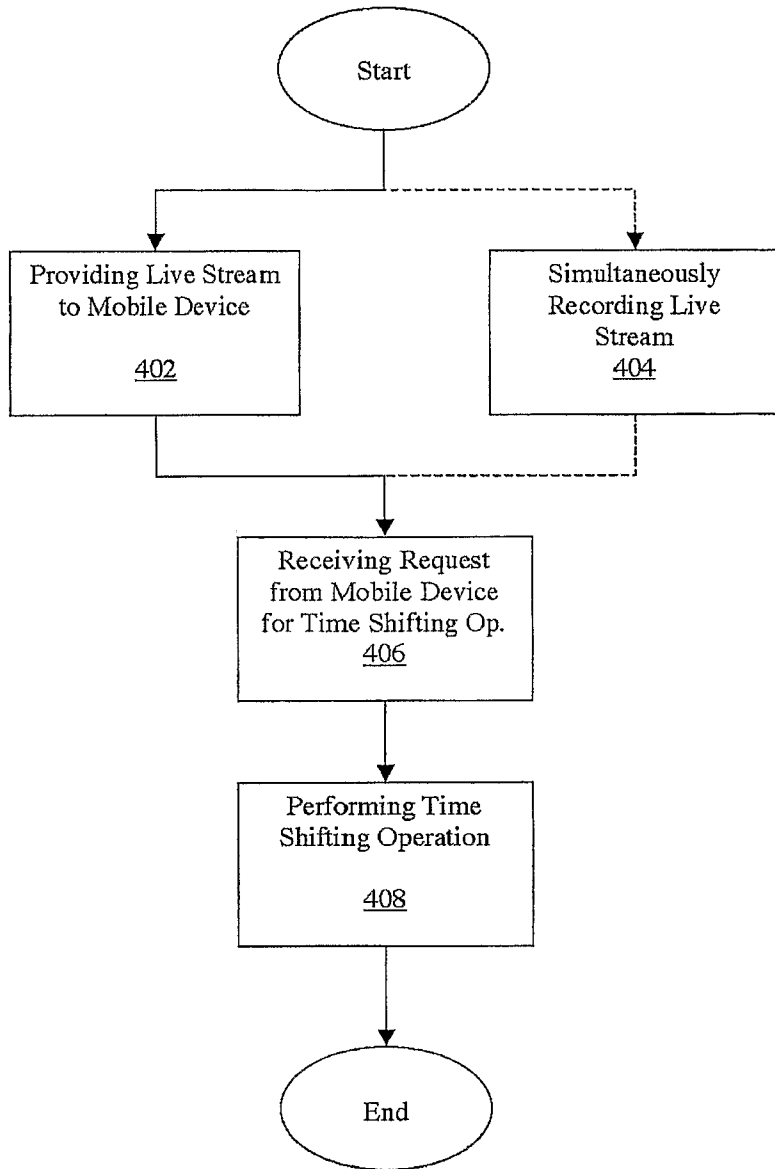 Start
Providing Live Stream
to Mobile Device
402
Simultaneously
Recording Live
Stream
404
Receiving Request
from Mobile Device
for Time Shifting Op.
406
Performing Time
Shifting Operation
408
End